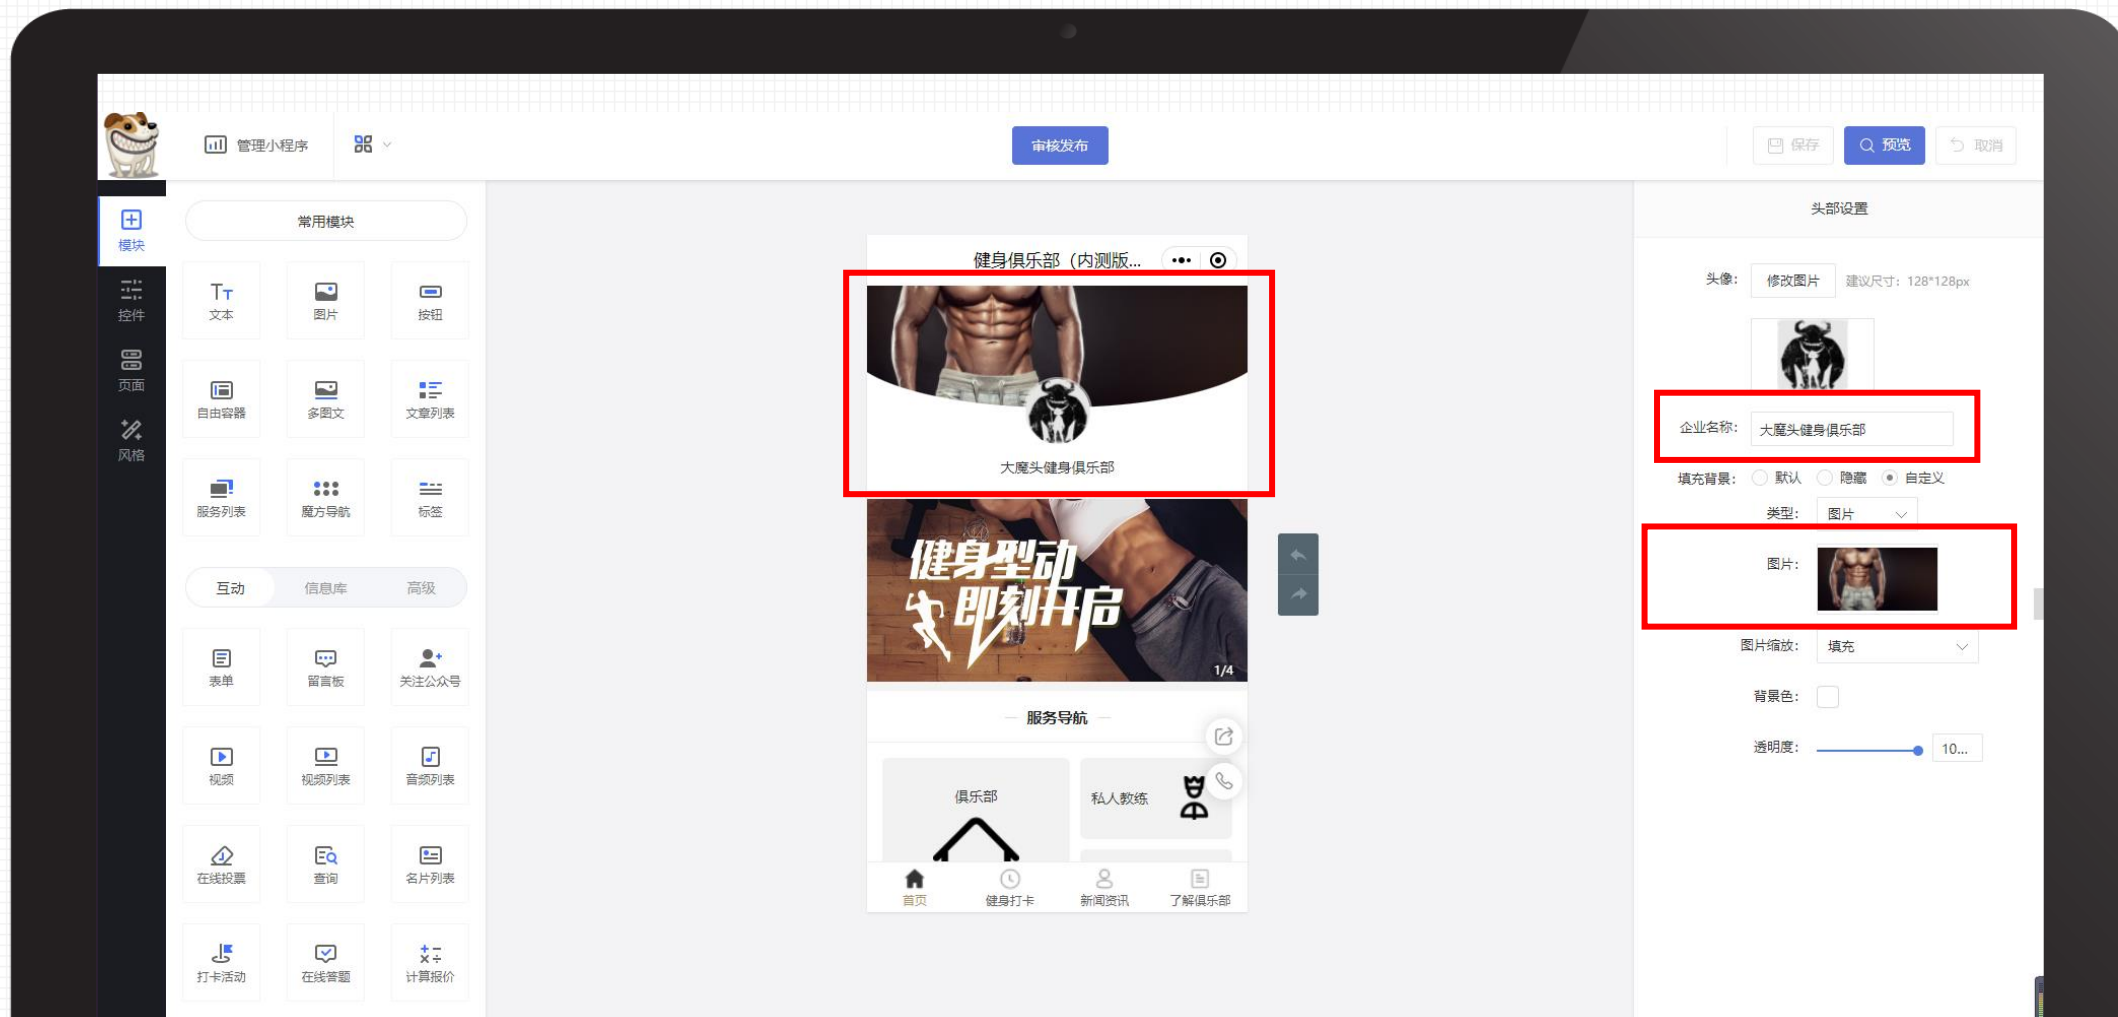 管理小程序
审核发布
保存
预览
取消
模块
控件
页面
风格
常用模块
文本
图片
按钮
自由容器
多图文
文章列表
服务列表
魔方导航
标签
互动
信息库
高级
表单
留言板
关注公众号
视频
视频列表
音频列表
在线投票
查询
名片列表
打卡活动
在线答题
计算报价
健身俱乐部（内测版...
大魔头健身俱乐部
健身型动
即刻开启
1/4
服务导航
俱乐部
私人教练
首页
健身打卡
新闻资讯
了解俱乐部
头部设置
头像: 修改图片 建议尺寸: 128*128px
企业名称: 大魔头健身俱乐部
填充背景: 默认 隐藏 自定义
类型: 图片
图片:
图片缩放: 填充
背景色:
透明度: 10...